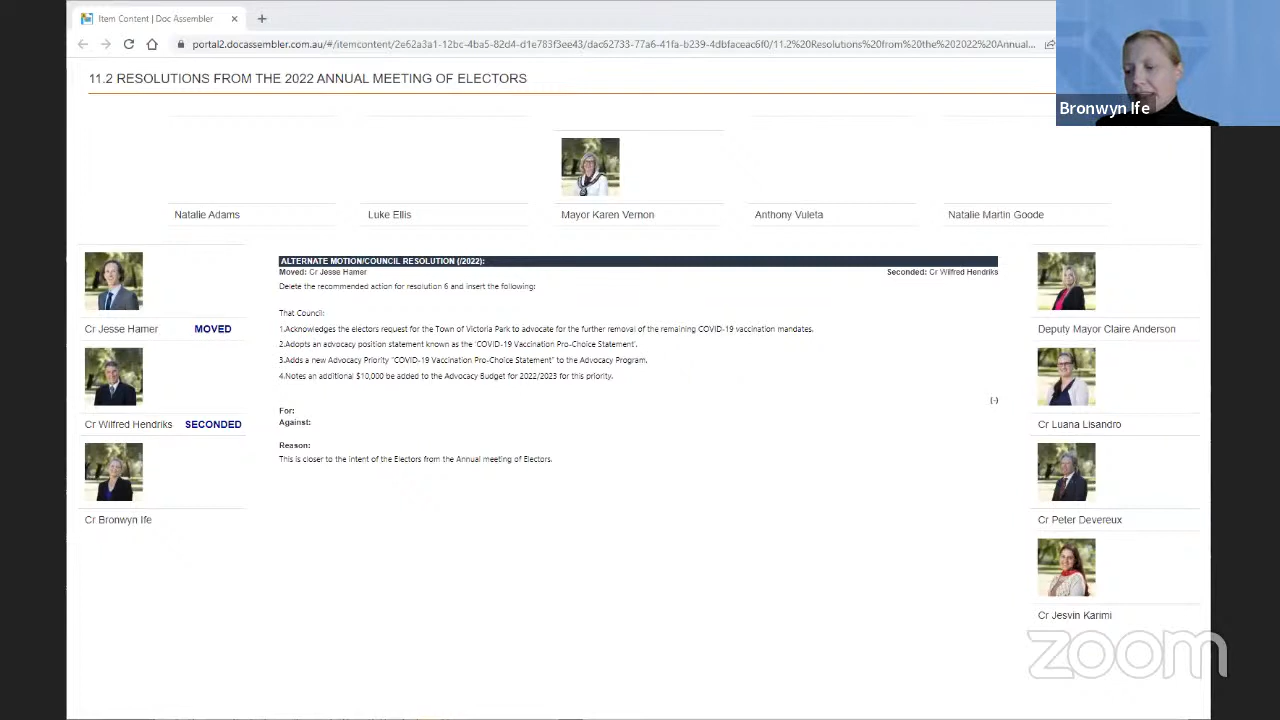 Item Content | Doc Assembler
portal2.docassembler.com.au/#/itemcontent/2e62a3a1-12bc-4ba5-82d4-d1e783f3ee43/dac62733-77a6-41fa-b239-4dbfaceac6f0/11.2%20Resolutions%20from%20the%202022%20Annual...
11.2 RESOLUTIONS FROM THE 2022 ANNUAL MEETING OF ELECTORS
Bronwyn Ife
Natalie Adams
Luke Ellis
Mayor Karen Vernon
Anthony Vuleta
Natalie Martin Goode
ALTERNATE MOTION/COUNCIL RESOLUTION (/2022):
Moved: Cr Jesse Hamer
Seconded: Cr Wilfred Hendriks
Delete the recommended action for resolution 6 and insert the following:
That Council:
1.Acknowledges the electors request for the Town of Victoria Park to advocate for the further removal of the remaining COVID-19 vaccination mandates.
2.Adopts an advocacy position statement known as the 'COVID-19 Vaccination Pro-Choice Statement'.
3.Adds a new Advocacy Priority "COVID-19 Vaccination Pro-Choice Statement" to the Advocacy Program.
4.Notes an additional $10,000 be added to the Advocacy Budget for 2022/2023 for this priority.
(-)
For:
Against:
Reason:
This is closer to the intent of the Electors from the Annual meeting of Electors.
Cr Jesse Hamer MOVED
Cr Wilfred Hendriks SECONDED
Cr Bronwyn Ife
Deputy Mayor Claire Anderson
Cr Luana Lisandro
Cr Peter Devereux
Cr Jesvin Karimi
zoom